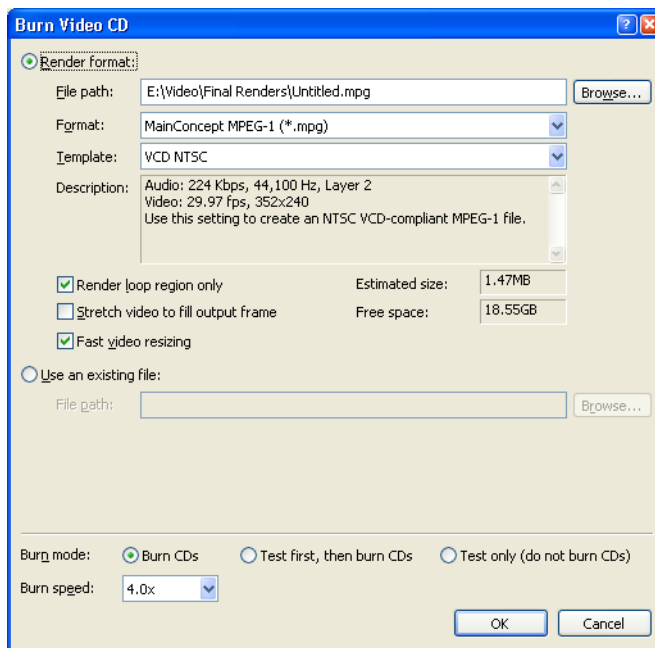 Burn Video CD
Render format:
File path: E:\Video\Final Renders\Untitled.mpg Browse...
Format: MainConcept MPEG-1 (*.mpg)
Template: VCD NTSC
Description: Audio: 224 Kbps, 44,100 Hz, Layer 2
Video: 29.97 fps, 352x240
Use this setting to create an NTSC VCD-compliant MPEG-1 file.
Render loop region only Estimated size: 1.47MB
Stretch video to fill output frame Free space: 18.55GB
Fast video resizing
Use an existing file:
File path: Browse...
Burn mode: Burn CDs Test first, then burn CDs Test only (do not burn CDs)
Burn speed: 4.0x
OK Cancel